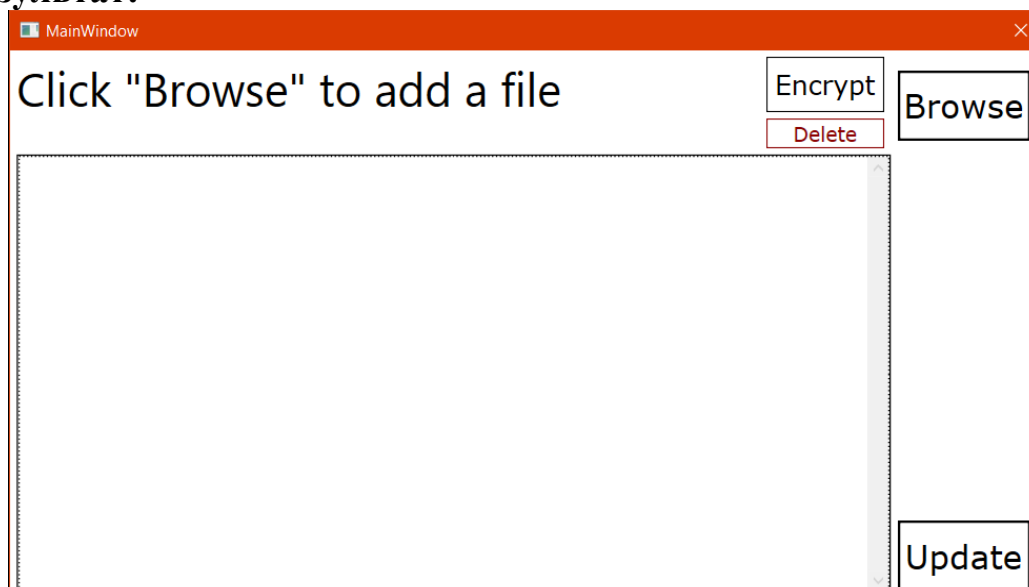 MainWindow
Click "Browse" to add a file
Encrypt
Browse
Delete
Update